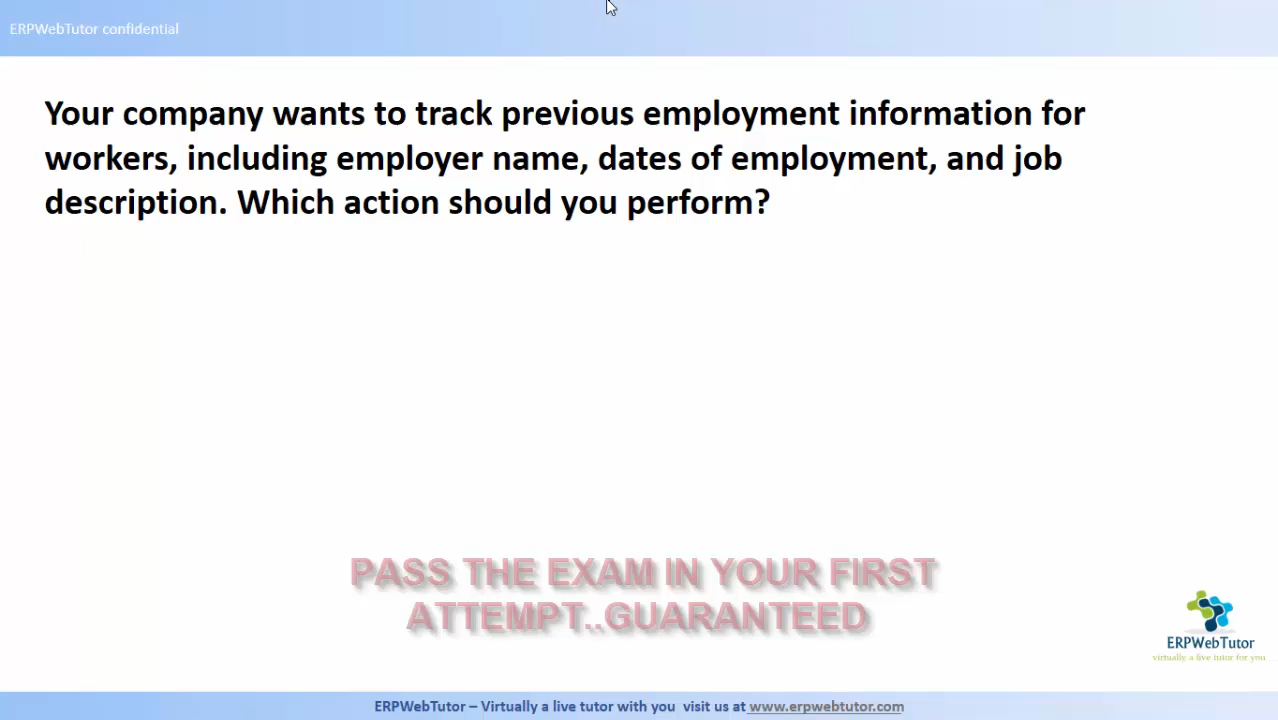 ERPWebTutor confidential
Your company wants to track previous employment information for
workers, including employer name, dates of employment, and job
description. Which action should you perform?
PASS THE EXAM IN YOUR FIRST
ATTEMPT..GUARANTEED
ERPWebTutor
virtually a live tutor for you
ERPWebTutor – Virtually a live tutor with you visit us at www.erpwebtutor.com